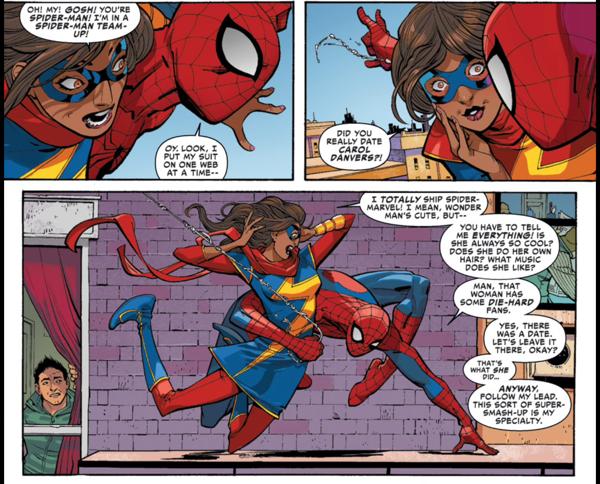 OH! MY! GOSH! YOU'RE
SPIDER-MAN! I'M IN A
SPIDER-MAN TEAM-
UP!
OY. LOOK, I
PUT MY SUIT
ON ONE WEB
AT A TIME--
DID YOU
REALLY DATE
CAROL
DANVERS?!
I TOTALLY SHIP SPIDER-
MARVEL! I MEAN, WONDER
MAN'S CUTE, BUT--
YOU HAVE TO TELL
ME EVERYTHING! IS
SHE ALWAYS SO COOL?
DOES SHE DO HER OWN
HAIR? WHAT MUSIC
DOES SHE LIKE?
MAN, THAT
WOMAN HAS
SOME DIE-HARD
FANS.
YES, THERE
WAS A DATE.
LET'S LEAVE IT
THERE, OKAY?
THAT'S
WHAT SHE
DID...
ANYWAY,
FOLLOW MY LEAD.
THIS SORT OF SUPER-
SMASH-UP IS MY
SPECIALTY.